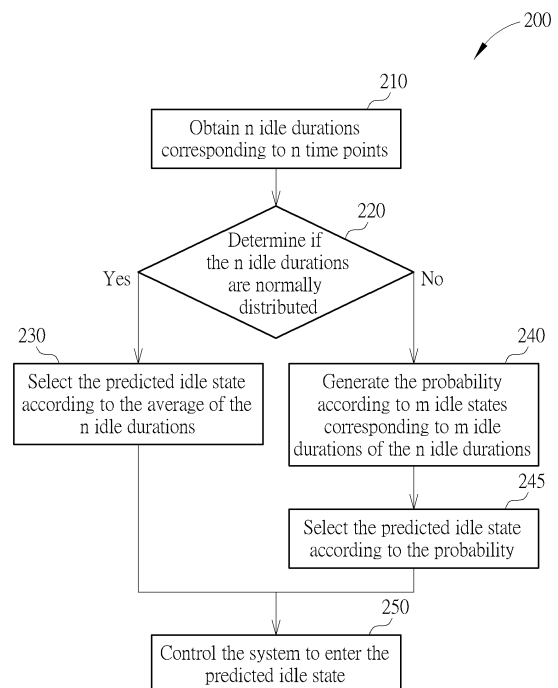 200
210
Obtain n idle durations
corresponding to n time points
220
Determine if
the n idle durations
are normally
distributed
Yes
No
230
Select the predicted idle state
according to the average of the
n idle durations
240
Generate the probability
according to m idle states
corresponding to m idle
durations of the n idle durations
245
Select the predicted idle state
according to the probability
250
Control the system to enter the
predicted idle state